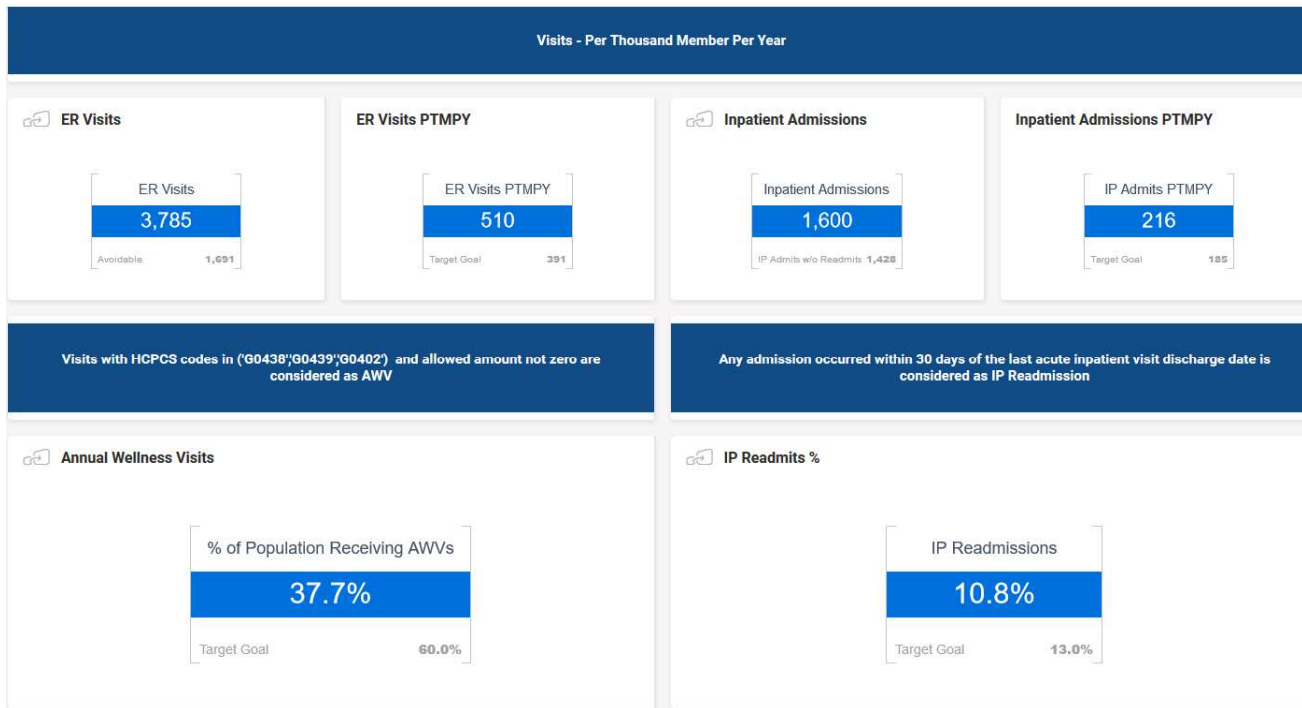 Visits - Per Thousand Member Per Year
ER Visits
ER Visits PTMPY
Inpatient Admissions
Inpatient Admissions PTMPY
ER Visits
3,785
Avoidable 1,691
ER Visits PTMPY
510
Target Goal 391
Inpatient Admissions
1,600
IP Admits w/o Readmits 1,428
IP Admits PTMPY
216
Target Goal 185
Visits with HCPCS codes in ('G0438','G0439','G0402') and allowed amount not zero are
considered as AWV
Any admission occurred within 30 days of the last acute inpatient visit discharge date is
considered as IP Readmission
Annual Wellness Visits
IP Readmits %
% of Population Receiving AWVs
37.7%
Target Goal 60.0%
IP Readmissions
10.8%
Target Goal 13.0%